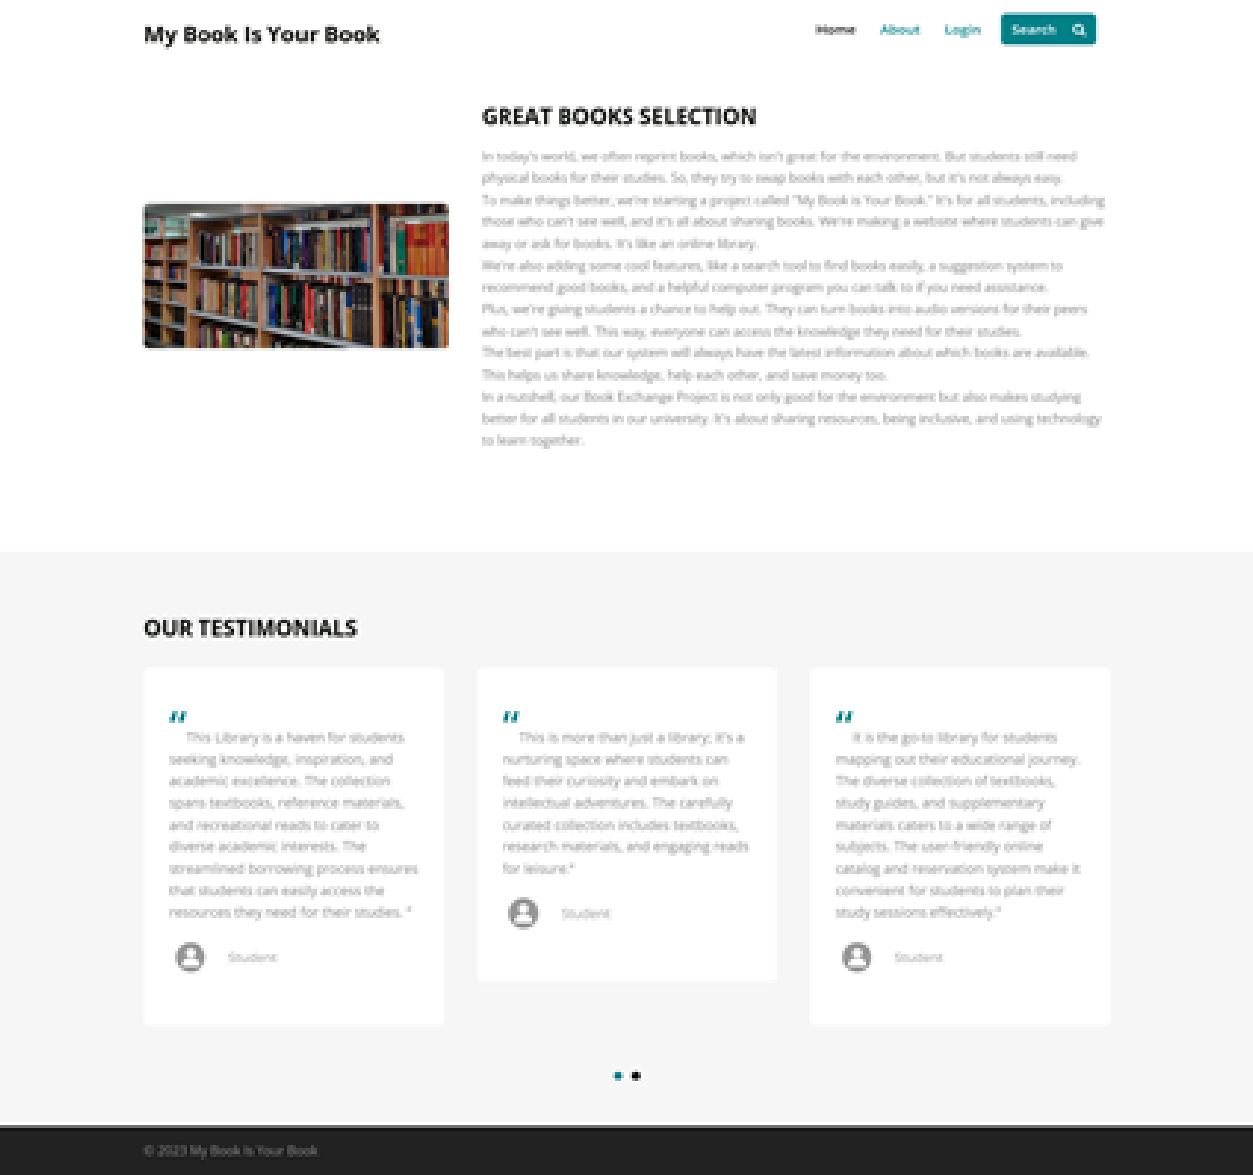 My Book Is Your Book
Home About Login Search
GREAT BOOKS SELECTION
In today's world, we often reprint books, which isn't great for the environment. But students still need
physical books for their studies. So, they try to swap books with each other, but it's not always easy.
To make things better, we're starting a project called "My Book is Your Book." It's for all students, including
those who can't see well, and it's all about sharing books. We're making a website where students can give
away or ask for books. It's like an online library.
We're also adding some cool features, like a search tool to find books easily, a suggestion system to
recommend good books, and a helpful computer program you can talk to if you need assistance.
Plus, we're giving students a chance to help out. They can turn books into audio versions for their peers
who can't see well. This way, everyone can access the knowledge they need for their studies.
The best part is that our system will always have the latest information about which books are available.
This helps us share knowledge, help each other, and save money too.
In a nutshell, our Book Exchange Project is not only good for the environment but also makes studying
better for all students in our university. It's about sharing resources, being inclusive, and using technology
to learn together.
OUR TESTIMONIALS
"
This Library is a haven for students
seeking knowledge, inspiration, and
academic excellence. The collection
spans textbooks, reference materials,
and recreational reads to cater to
diverse academic interests. The
streamlined borrowing process ensures
that students can easily access the
resources they need for their studies. "
Student
"
This is more than just a library; it's a
nurturing space where students can
feed their curiosity and embark on
intellectual adventures. The carefully
curated collection includes textbooks,
research materials, and engaging reads
for leisure."
Student
"
It is the go-to library for students
mapping out their educational journey.
The diverse collection of textbooks,
study guides, and supplementary
materials caters to a wide range of
subjects. The user-friendly online
catalog and reservation system make it
convenient for students to plan their
study sessions effectively."
Student
© 2023 My Book Is Your Book